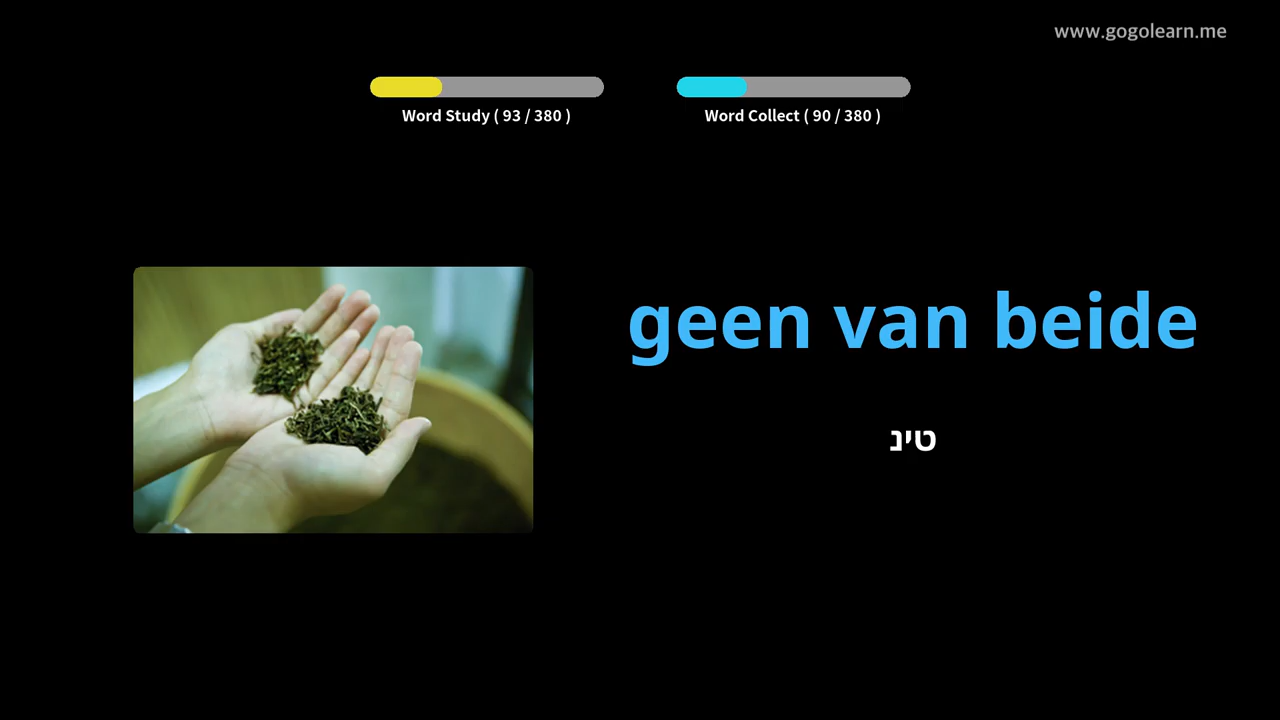 www.gogolearn.me
Word Study ( 93 / 380 )
Word Collect ( 90 / 380 )
geen van beide
טינ